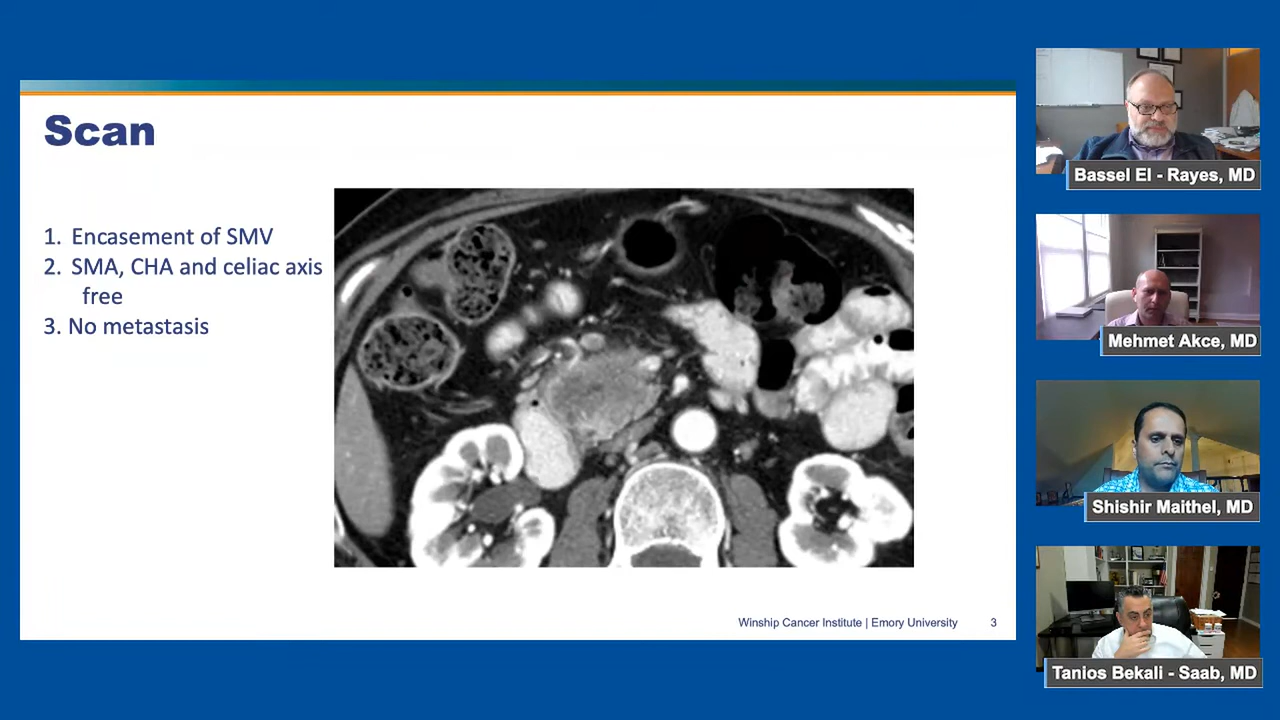 Scan
1. Encasement of SMV
2. SMA, CHA and celiac axis
free
3. No metastasis
Winship Cancer Institute | Emory University 3
Bassel El - Rayes, MD
Mehmet Akce, MD
Shishir Maithel, MD
Tanios Bekali - Saab, MD